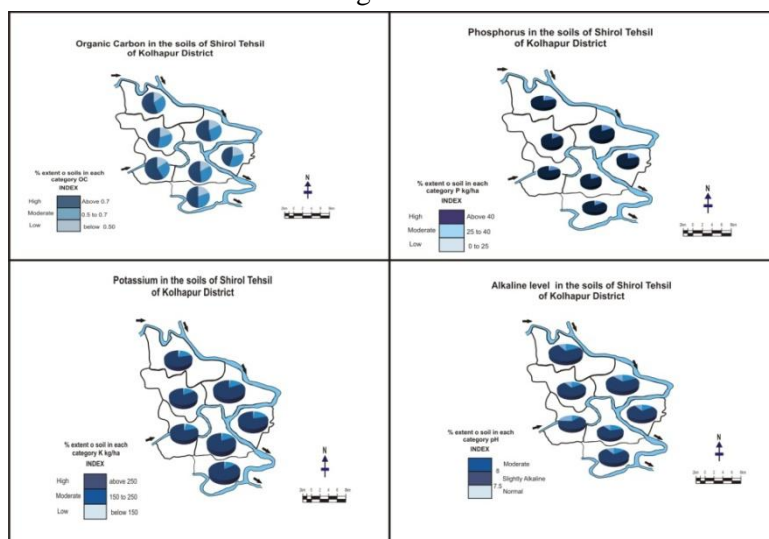 Organic Carbon in the soils of Shirol Tehsil
of Kolhapur District
% extent o soils in each
category OC
INDEX
High Above 0.7
Moderate 0.5 to 0.7
Low below 0.50
N
Phosphorus in the soils of Shirol Tehsil
of Kolhapur District
% extent o soil in each
category P kg/ha
INDEX
High Above 40
Moderate 25 to 40
Low 0 to 25
N
Potassium in the soils of Shirol Tehsil
of Kolhapur District
% extent o soil in each
category K kg/ha
INDEX
High above 250
Moderate 150 to 250
Low below 150
N
Alkaline level in the soils of Shirol Tehsil
of Kolhapur District
% extent o soil in each
category pH
INDEX
Moderate
8
Slightly Alkaline
7.5
Normal
N